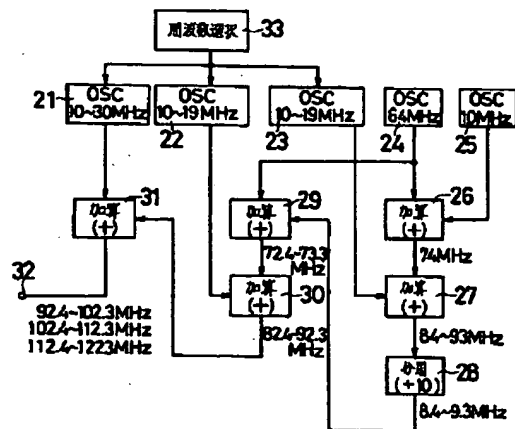 周波数選択
33
OSC
10~30MHz
21
OSC
10~19MHz
22
OSC
10~19MHz
23
OSC
64MHz
24
OSC
10MHz
25
加算
(+)
31
加算
(+)
29
加算
(+)
26
72.4~73.3
MHz
74MHz
32
加算
(+)
30
加算
(+)
27
92.4~102.3MHz
102.4~112.3MHz
112.4~122.3MHz
82.4~92.3
MHz
84~93MHz
分周
(÷10)
28
8.4~9.3MHz